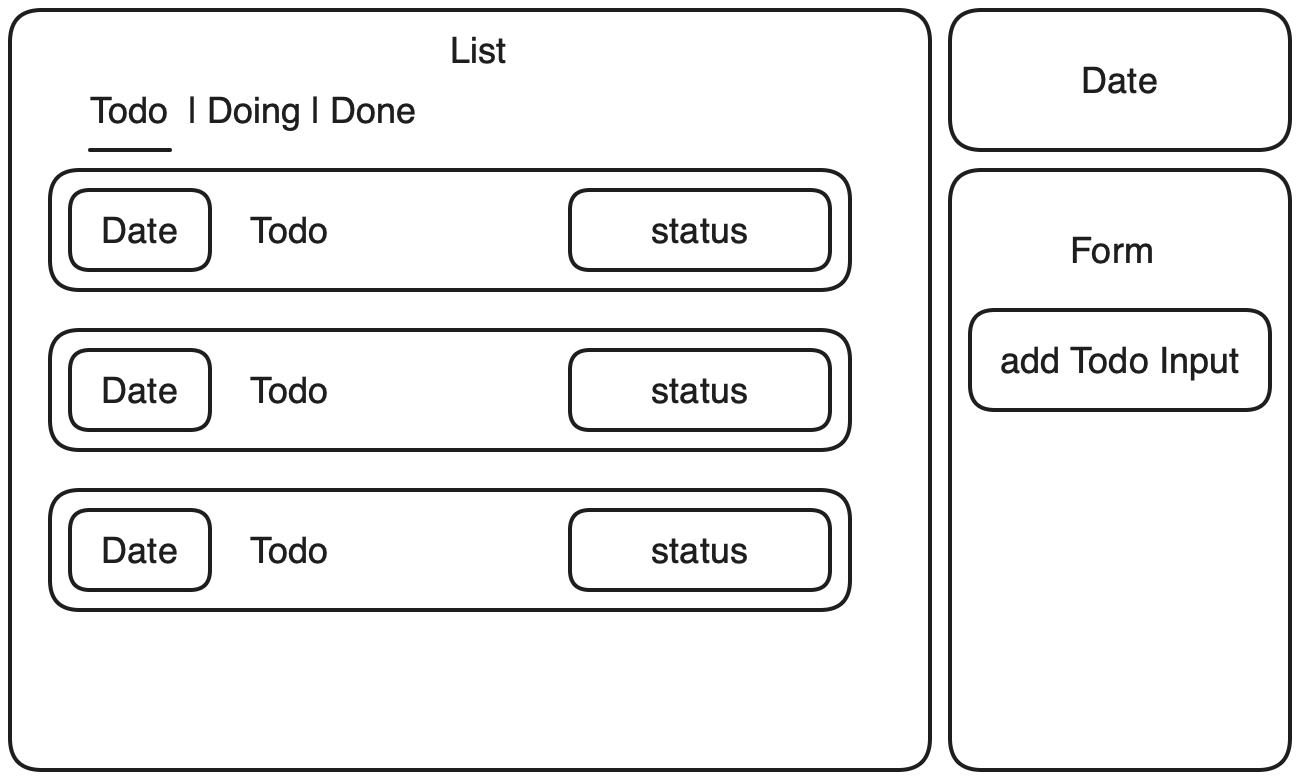 List
Todo | Doing | Done
Date Todo status
Date Todo status
Date Todo status
Date
Form
add Todo Input